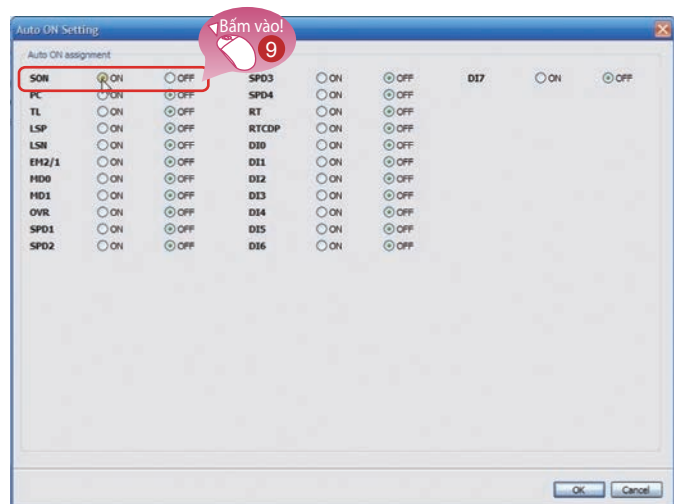 Auto ON Setting
Bấm vào!
9
Auto ON assignment
SON ON OFF SPD3 ON OFF DI7 ON OFF
PC ON OFF SPD4 ON OFF
TL ON OFF RT ON OFF
LSP ON OFF RTCDP ON OFF
LSN ON OFF DI0 ON OFF
EM2/1 ON OFF DI1 ON OFF
MD0 ON OFF DI2 ON OFF
MD1 ON OFF DI3 ON OFF
OVR ON OFF DI4 ON OFF
SPD1 ON OFF DI5 ON OFF
SPD2 ON OFF DI6 ON OFF
OK Cancel